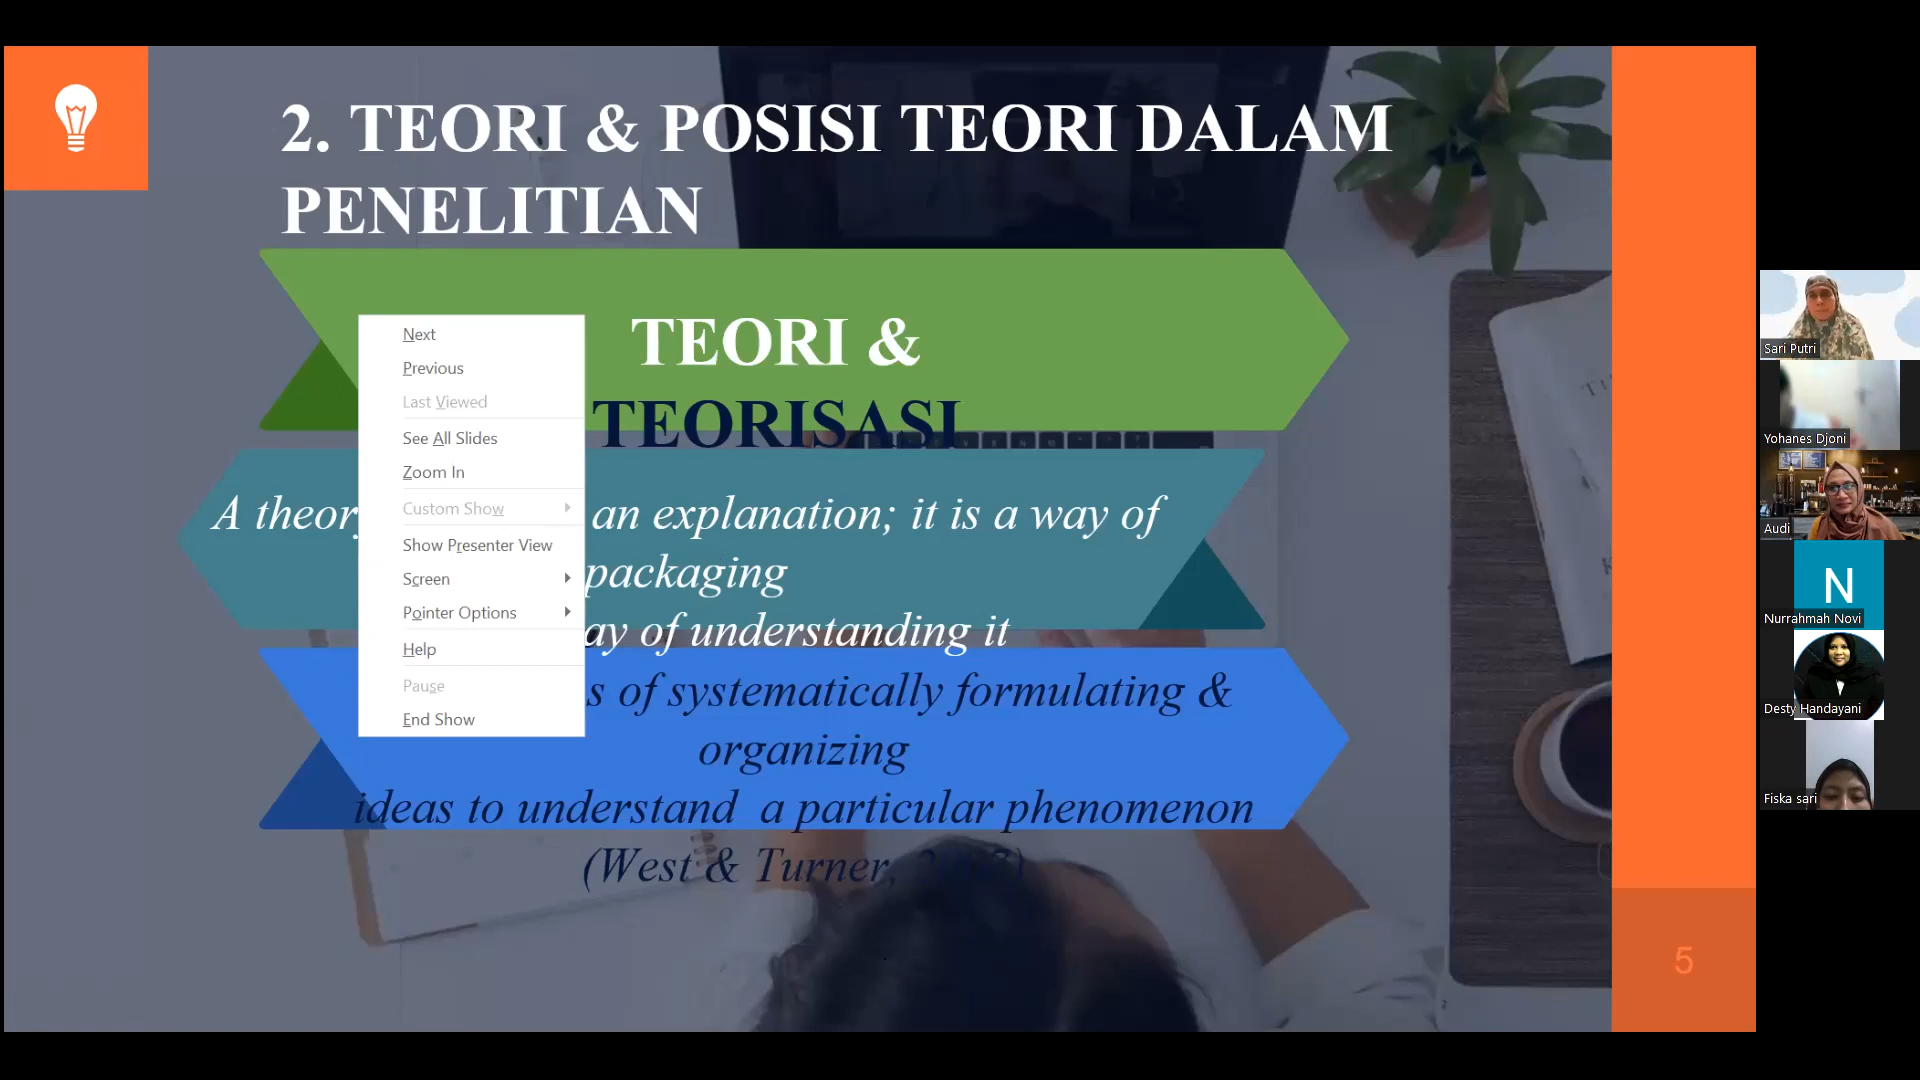 2. TEORI & POSISI TEORI DALAM
PENELITIAN
TEORI &
TEORISASI
A theory an explanation; it is a way of
packaging
of understanding it
of systematically formulating &
organizing
ideas to understand a particular phenomenon
(West & Turner,
Next
Previous
Last Viewed
See All Slides
Zoom In
Custom Show
Show Presenter View
Screen
Pointer Options
Help
Pause
End Show
5
Sari Putri
Yohanes Djoni
Audi
N
Nurrahmah Novi
Desty Handayani
Fiska sari